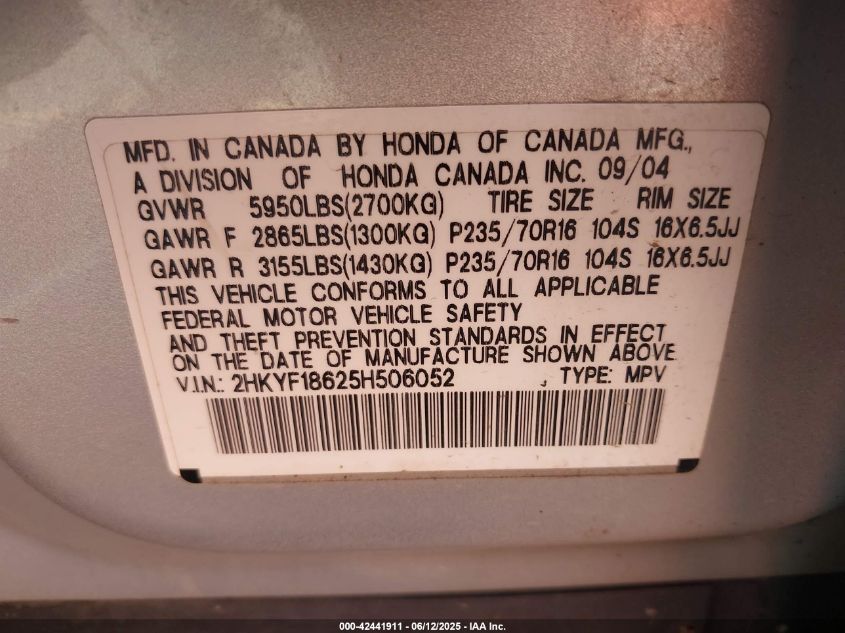 MFD. IN CANADA BY HONDA OF CANADA MFG.,
A DIVISION OF HONDA CANADA INC. 09/04
GVWR 5950LBS(2700KG) TIRE SIZE RIM SIZE
GAWR F 2865LBS(1300KG) P235/70R16 104S 16X6.5JJ
GAWR R 3155LBS(1430KG) P235/70R16 104S 16X6.5JJ
THIS VEHICLE CONFORMS TO ALL APPLICABLE
FEDERAL MOTOR VEHICLE SAFETY
AND THEFT PREVENTION STANDARDS IN EFFECT
ON THE DATE OF MANUFACTURE SHOWN ABOVE
V.I.N.: 2HKYF18625H506052 , TYPE: MPV
000-42441911 - 06/12/2025 - IAA Inc.